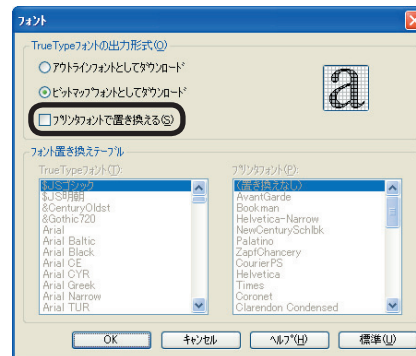 フォント
TrueTypeフォントの出力形式(O)
アウトラインフォントとしてダウンロード
ビットマップフォントとしてダウンロード
a
プリンタフォントで置き換える(S)
フォント置き換えテーブル
TrueTypeフォント(T):
プリンタフォント(P):
$JSゴシック
$JS明朝
&CenturyOldst
&Gothic720
Arial
Arial Baltic
Arial Black
Arial CE
Arial CYR
Arial Greek
Arial Narrow
Arial TUR
(置き換えなし)
AvantGarde
Bookman
Helvetica-Narrow
NewCenturySchlbk
Palatino
ZapfChancery
CourierPS
Helvetica
Times
Coronet
Clarendon Condensed
OK
キャンセル
ヘルプ(H)
標準(U)